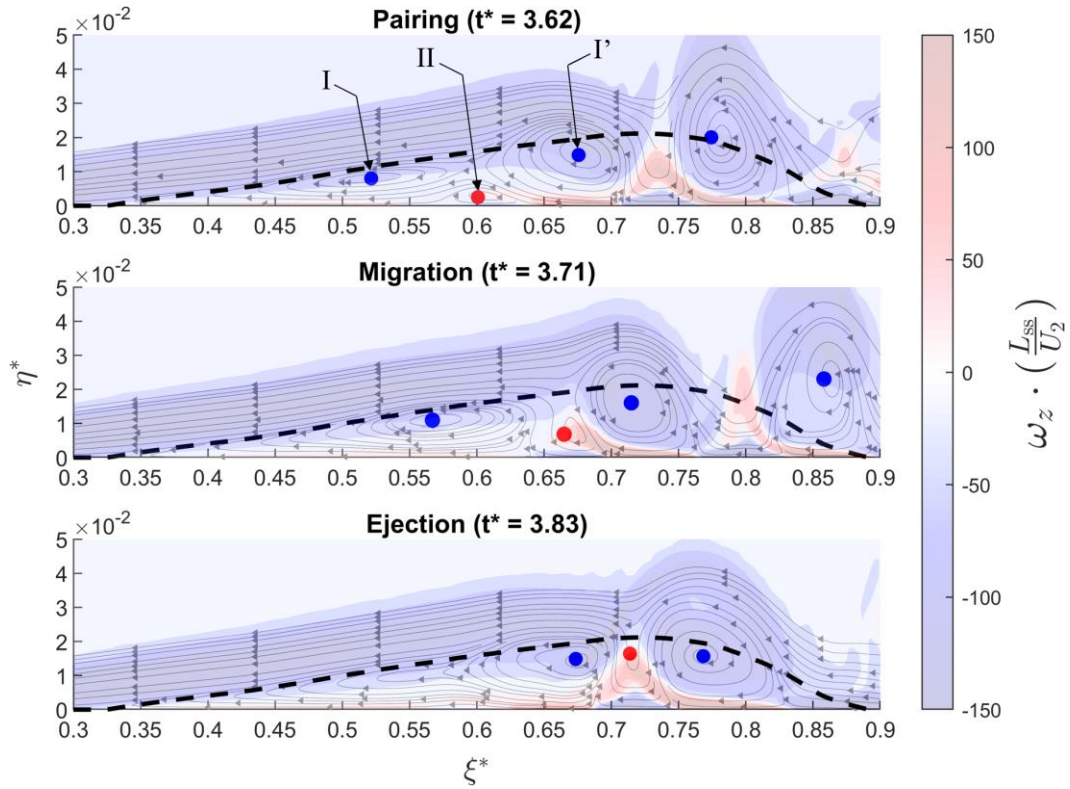 Pairing (t* = 3.62)
×10⁻²
5
4
3
2
1
0
I
II
I'
0.3 0.35 0.4 0.45 0.5 0.55 0.6 0.65 0.7 0.75 0.8 0.85 0.9
Migration (t* = 3.71)
×10⁻²
5
4
3
2
1
0
0.3 0.35 0.4 0.45 0.5 0.55 0.6 0.65 0.7 0.75 0.8 0.85 0.9
η*
Ejection (t* = 3.83)
×10⁻²
5
4
3
2
1
0
0.3 0.35 0.4 0.45 0.5 0.55 0.6 0.65 0.7 0.75 0.8 0.85 0.9
ξ*
150
100
50
0
-50
-100
-150
ω_z · (L_ss/U_2)